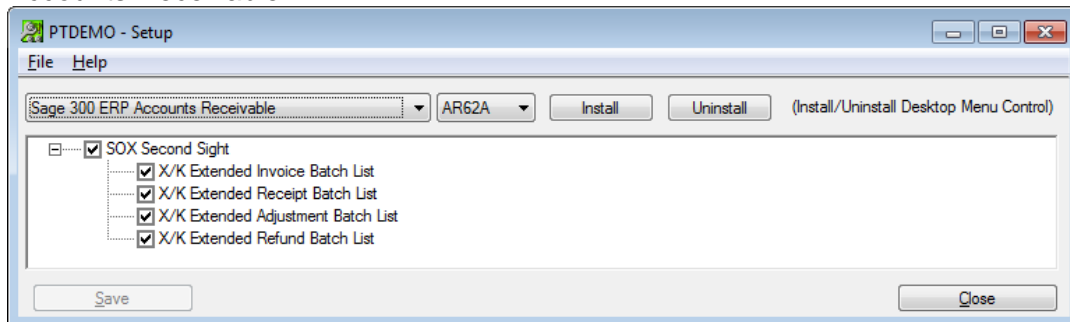 PTDEMO - Setup
File Help
Sage 300 ERP Accounts Receivable AR62A Install Uninstall (Install/Uninstall Desktop Menu Control)
SOX Second Sight
X/K Extended Invoice Batch List
X/K Extended Receipt Batch List
X/K Extended Adjustment Batch List
X/K Extended Refund Batch List
Save Close